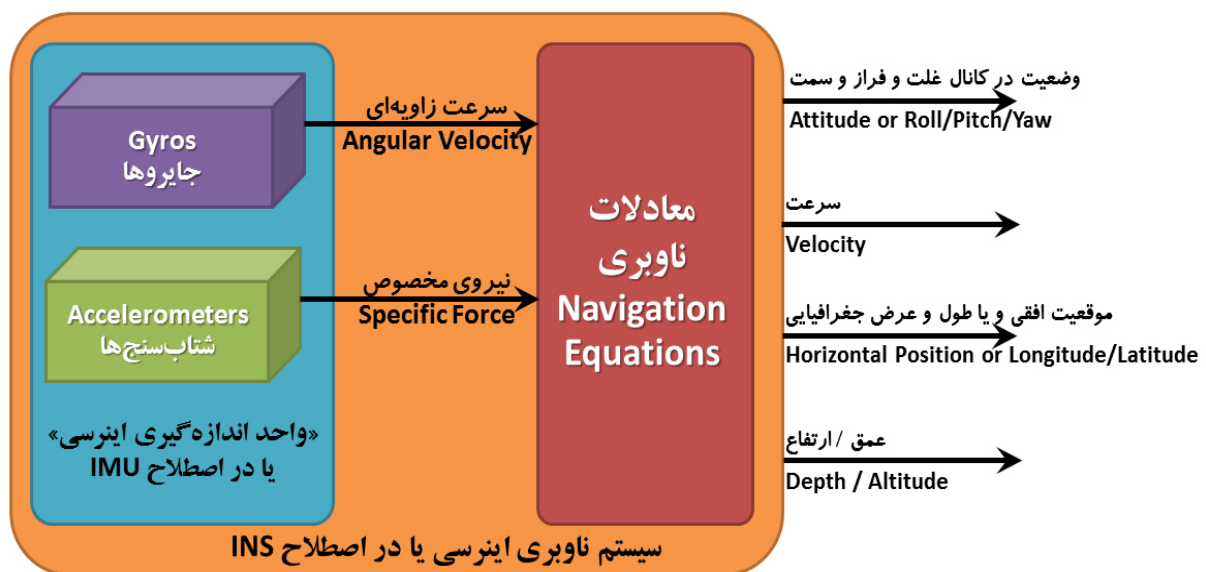 Gyros
جایروها
Accelerometers
شتاب‌سنج‌ها
«واحد اندازه‌گیری اینرسی»
یا در اصطلاح IMU
سرعت زاویه‌ای
Angular Velocity
نیروی مخصوص
Specific Force
معادلات
ناوبری
Navigation
Equations
وضعیت در کانال غلت و فراز و سمت
Attitude or Roll/Pitch/Yaw
سرعت
Velocity
موقعیت افقی و یا طول و عرض جغرافیایی
Horizontal Position or Longitude/Latitude
عمق / ارتفاع
Depth / Altitude
سیستم ناوبری اینرسی یا در اصطلاح INS